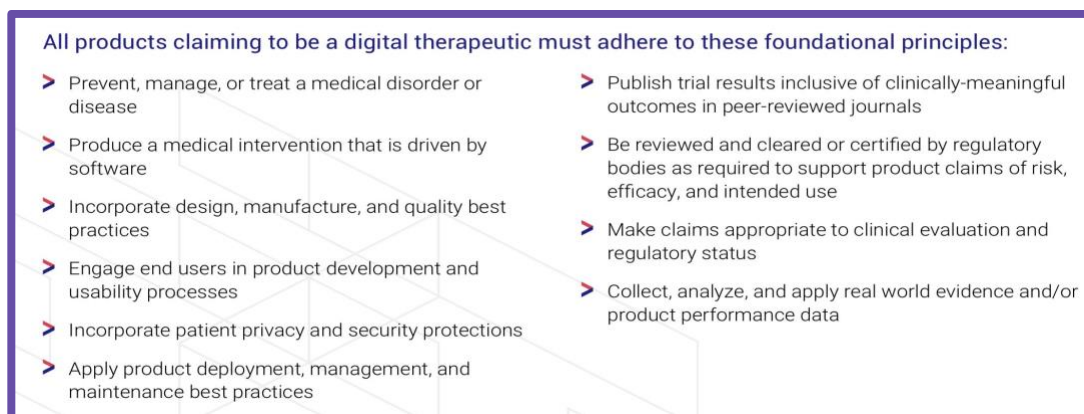 All products claiming to be a digital therapeutic must adhere to these foundational principles:
Prevent, manage, or treat a medical disorder or
disease
Produce a medical intervention that is driven by
software
Incorporate design, manufacture, and quality best
practices
Engage end users in product development and
usability processes
Incorporate patient privacy and security protections
Apply product deployment, management, and
maintenance best practices
Publish trial results inclusive of clinically-meaningful
outcomes in peer-reviewed journals
Be reviewed and cleared or certified by regulatory
bodies as required to support product claims of risk,
efficacy, and intended use
Make claims appropriate to clinical evaluation and
regulatory status
Collect, analyze, and apply real world evidence and/or
product performance data